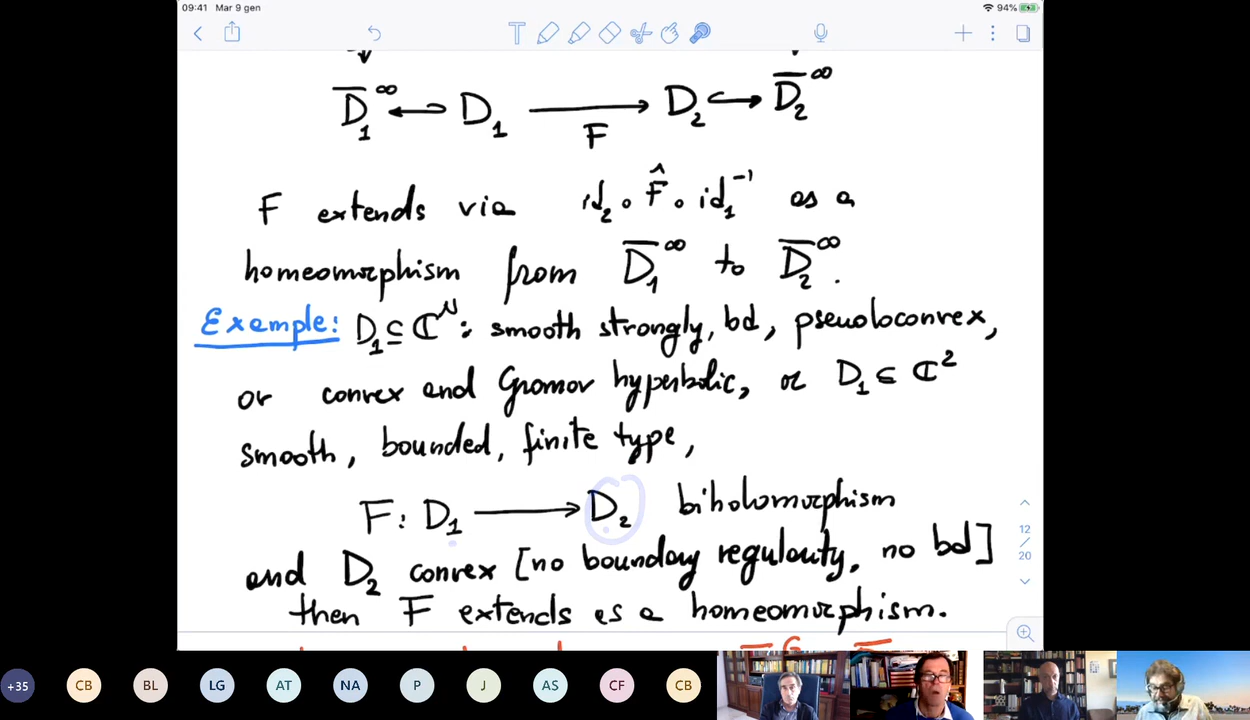 09:41 Mar 9 gen 94%
D̅₁^∞ ↩ D₁ → D₂ ↪ D̅₂^∞
F
F extends via id₂ ∘ F̂ ∘ id₁⁻¹ as a
homeomorphism from D̅₁^∞ to D̅₂^∞.
Example: D₁ ⊆ ℂᴺ: smooth strongly, bd, pseudoconvex,
or convex and Gromov hyperbolic, or D₁ ⊆ ℂ²
smooth, bounded, finite type,
F: D₁ → D₂ biholomorphism
and D₂ convex [no boundary regularity, no bd]
then F extends as a homeomorphism.
12
/
20
+35 CB BL LG AT NA P J AS CF CB